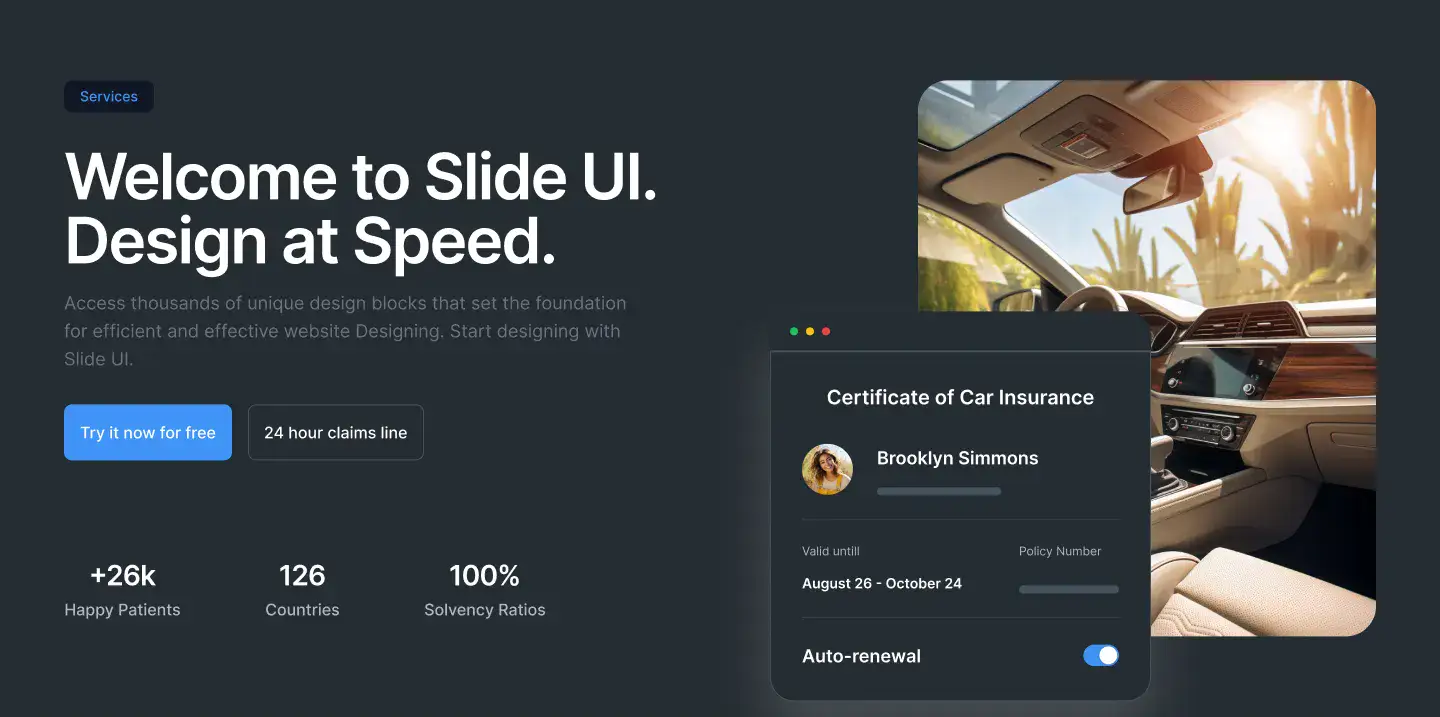 Services
Welcome to Slide UI.
Design at Speed.
Access thousands of unique design blocks that set the foundation
for efficient and effective website Designing. Start designing with
Slide UI.
Try it now for free
24 hour claims line
+26k
Happy Patients
126
Countries
100%
Solvency Ratios
Certificate of Car Insurance
Brooklyn Simmons
Valid untill
August 26 - October 24
Policy Number
Auto-renewal